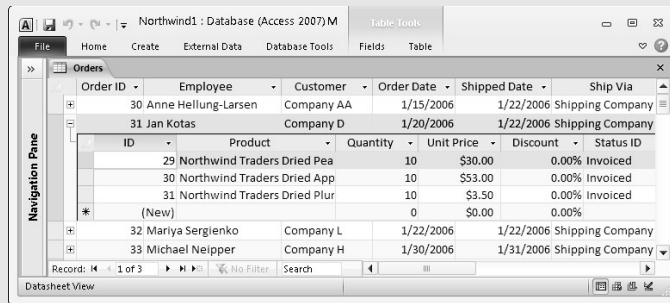 Northwind1 : Database (Access 2007) M
Table Tools
File Home Create External Data Database Tools Fields Table
Orders
Order ID Employee Customer Order Date Shipped Date Ship Via
30 Anne Hellung-Larsen Company AA 1/15/2006 1/22/2006 Shipping Company
31 Jan Kotas Company D 1/20/2006 1/22/2006 Shipping Company
ID Product Quantity Unit Price Discount Status ID
29 Northwind Traders Dried Pea 10 $30.00 0.00% Invoiced
30 Northwind Traders Dried App 10 $53.00 0.00% Invoiced
31 Northwind Traders Dried Plur 10 $3.50 0.00% Invoiced
* (New) 0 $0.00 0.00%
32 Mariya Sergienko Company L 1/22/2006 1/22/2006 Shipping Company
33 Michael Neipper Company H 1/30/2006 1/31/2006 Shipping Company
Navigation Pane
Record: 1 of 3 No Filter Search
Datasheet View